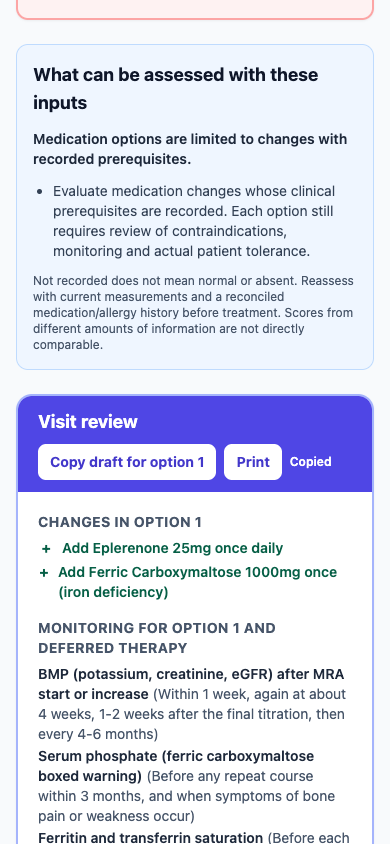 What can be assessed with these
inputs
Medication options are limited to changes with
recorded prerequisites.
• Evaluate medication changes whose clinical
prerequisites are recorded. Each option still
requires review of contraindications,
monitoring and actual patient tolerance.
Not recorded does not mean normal or absent. Reassess
with current measurements and a reconciled
medication/allergy history before treatment. Scores from
different amounts of information are not directly
comparable.
Visit review
Copy draft for option 1 Print Copied
CHANGES IN OPTION 1
+ Add Eplerenone 25mg once daily
+ Add Ferric Carboxymaltose 1000mg once
(iron deficiency)
MONITORING FOR OPTION 1 AND
DEFERRED THERAPY
BMP (potassium, creatinine, eGFR) after MRA
start or increase (Within 1 week, again at about
4 weeks, 1-2 weeks after the final titration, then
every 4-6 months)
Serum phosphate (ferric carboxymaltose
boxed warning) (Before any repeat course
within 3 months, and when symptoms of bone
pain or weakness occur)
Ferritin and transferrin saturation (Before each